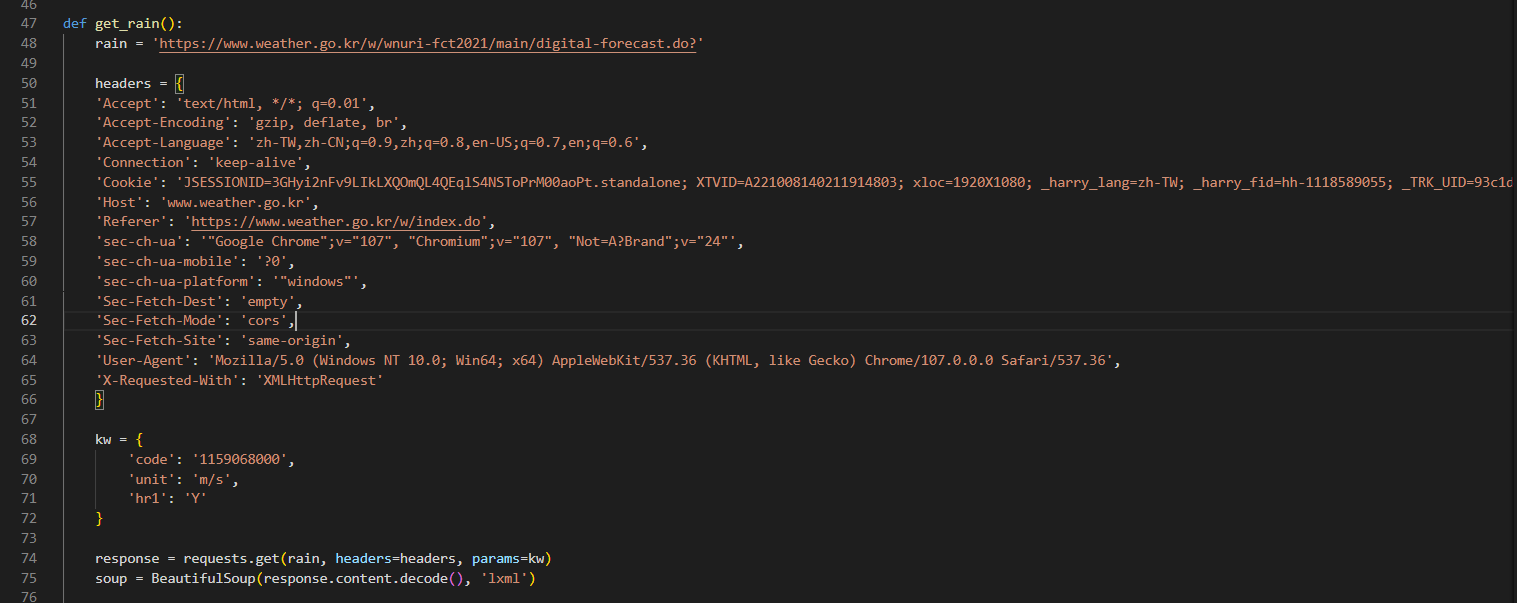 46
47 def get_rain():
48 rain = 'https://www.weather.go.kr/w/wnuri-fct2021/main/digital-forecast.do?'
49
50 headers = {
51 'Accept': 'text/html, */*; q=0.01',
52 'Accept-Encoding': 'gzip, deflate, br',
53 'Accept-Language': 'zh-TW,zh-CN;q=0.9,zh;q=0.8,en-US;q=0.7,en;q=0.6',
54 'Connection': 'keep-alive',
55 'Cookie': 'JSESSIONID=3GHyi2nFv9LIkLXQOmQL4QEqlS4NSToPrM00aoPt.standalone; XTVID=A221008140211914803; xloc=1920X1080; _harry_lang=zh-TW; _harry_fid=hh-1118589055; _TRK_UID=93c1d
56 'Host': 'www.weather.go.kr',
57 'Referer': 'https://www.weather.go.kr/w/index.do',
58 'sec-ch-ua': '"Google Chrome";v="107", "Chromium";v="107", "Not=A?Brand";v="24"',
59 'sec-ch-ua-mobile': '?0',
60 'sec-ch-ua-platform': '"windows"',
61 'Sec-Fetch-Dest': 'empty',
62 'Sec-Fetch-Mode': 'cors',
63 'Sec-Fetch-Site': 'same-origin',
64 'User-Agent': 'Mozilla/5.0 (Windows NT 10.0; Win64; x64) AppleWebKit/537.36 (KHTML, like Gecko) Chrome/107.0.0.0 Safari/537.36',
65 'X-Requested-With': 'XMLHttpRequest'
66 }
67
68 kw = {
69 'code': '1159068000',
70 'unit': 'm/s',
71 'hr1': 'Y'
72 }
73
74 response = requests.get(rain, headers=headers, params=kw)
75 soup = BeautifulSoup(response.content.decode(), 'lxml')
76